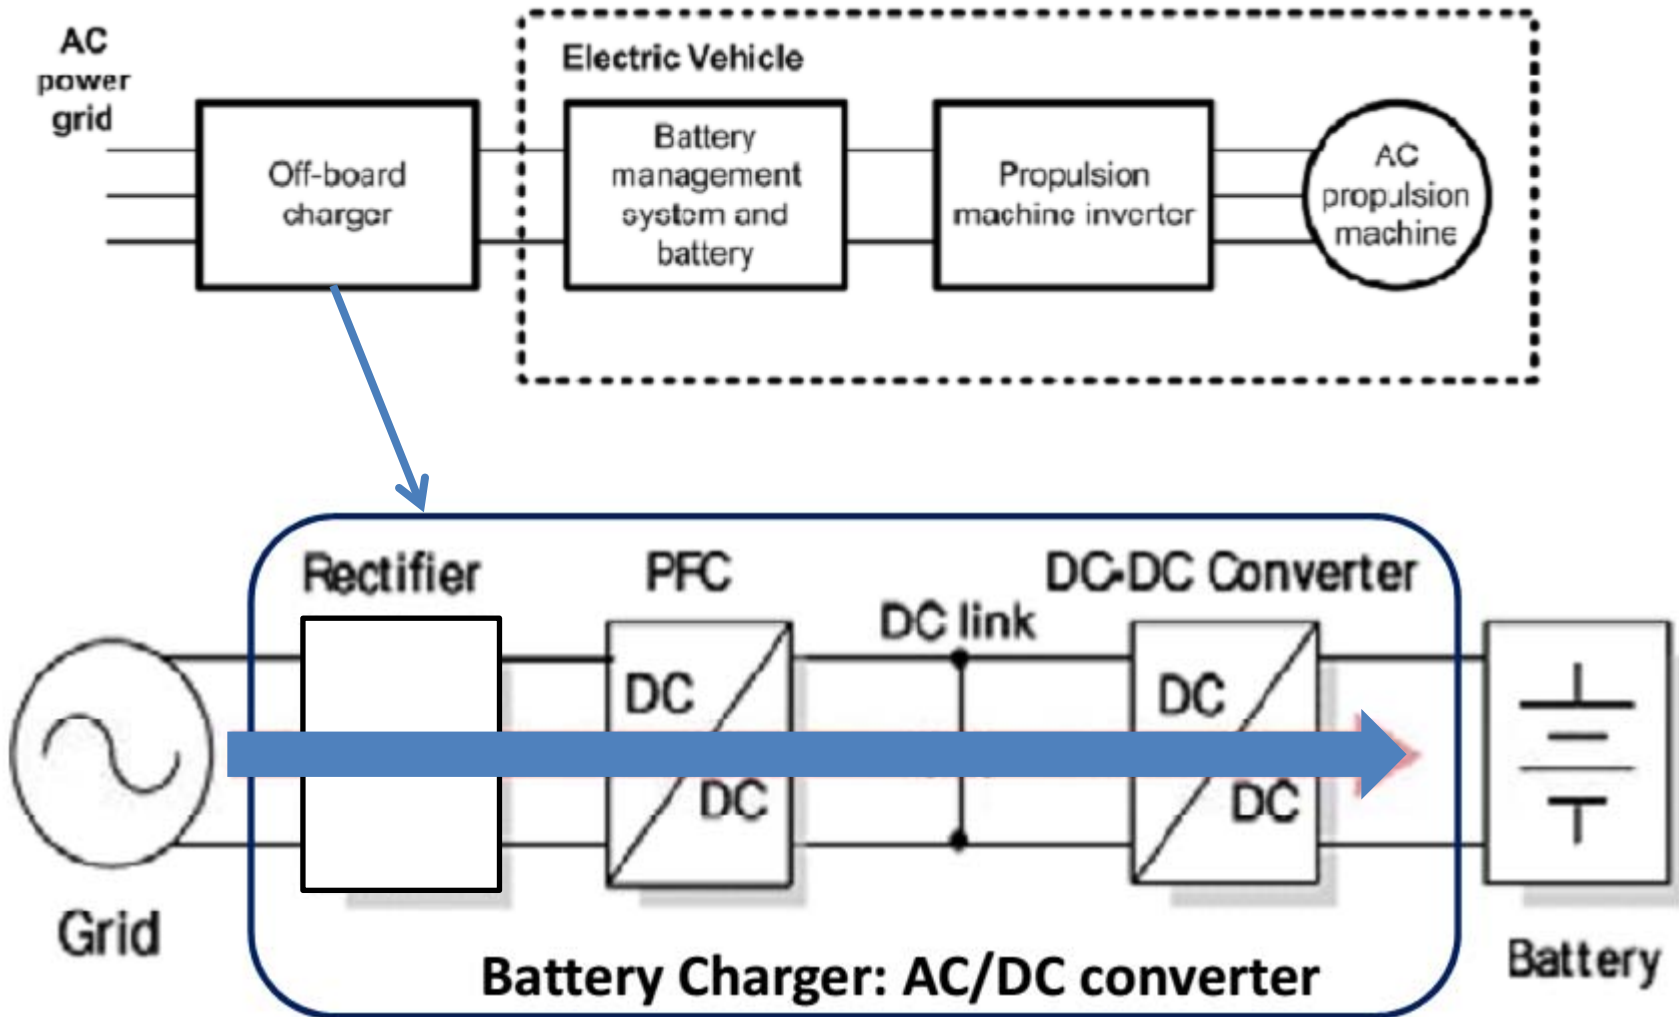 AC
power
grid
Electric Vehicle
Off-board
charger
Battery
management
system and
battery
Propulsion
machine inverter
AC
propulsion
machine
Rectifier
PFC
DC-DC Converter
DC link
DC
DC
DC
DC
Grid
Battery
Battery Charger: AC/DC converter